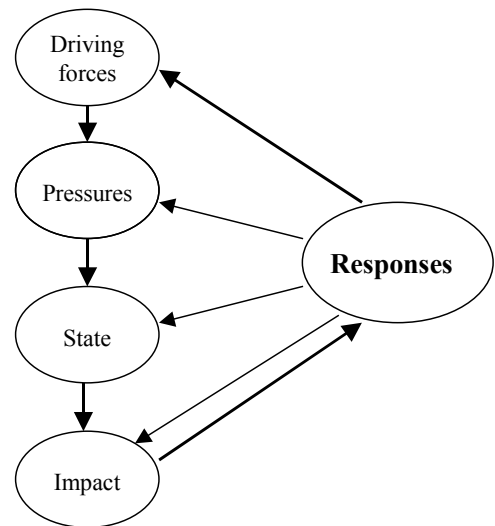 Driving
forces
Pressures
Responses
State
Impact